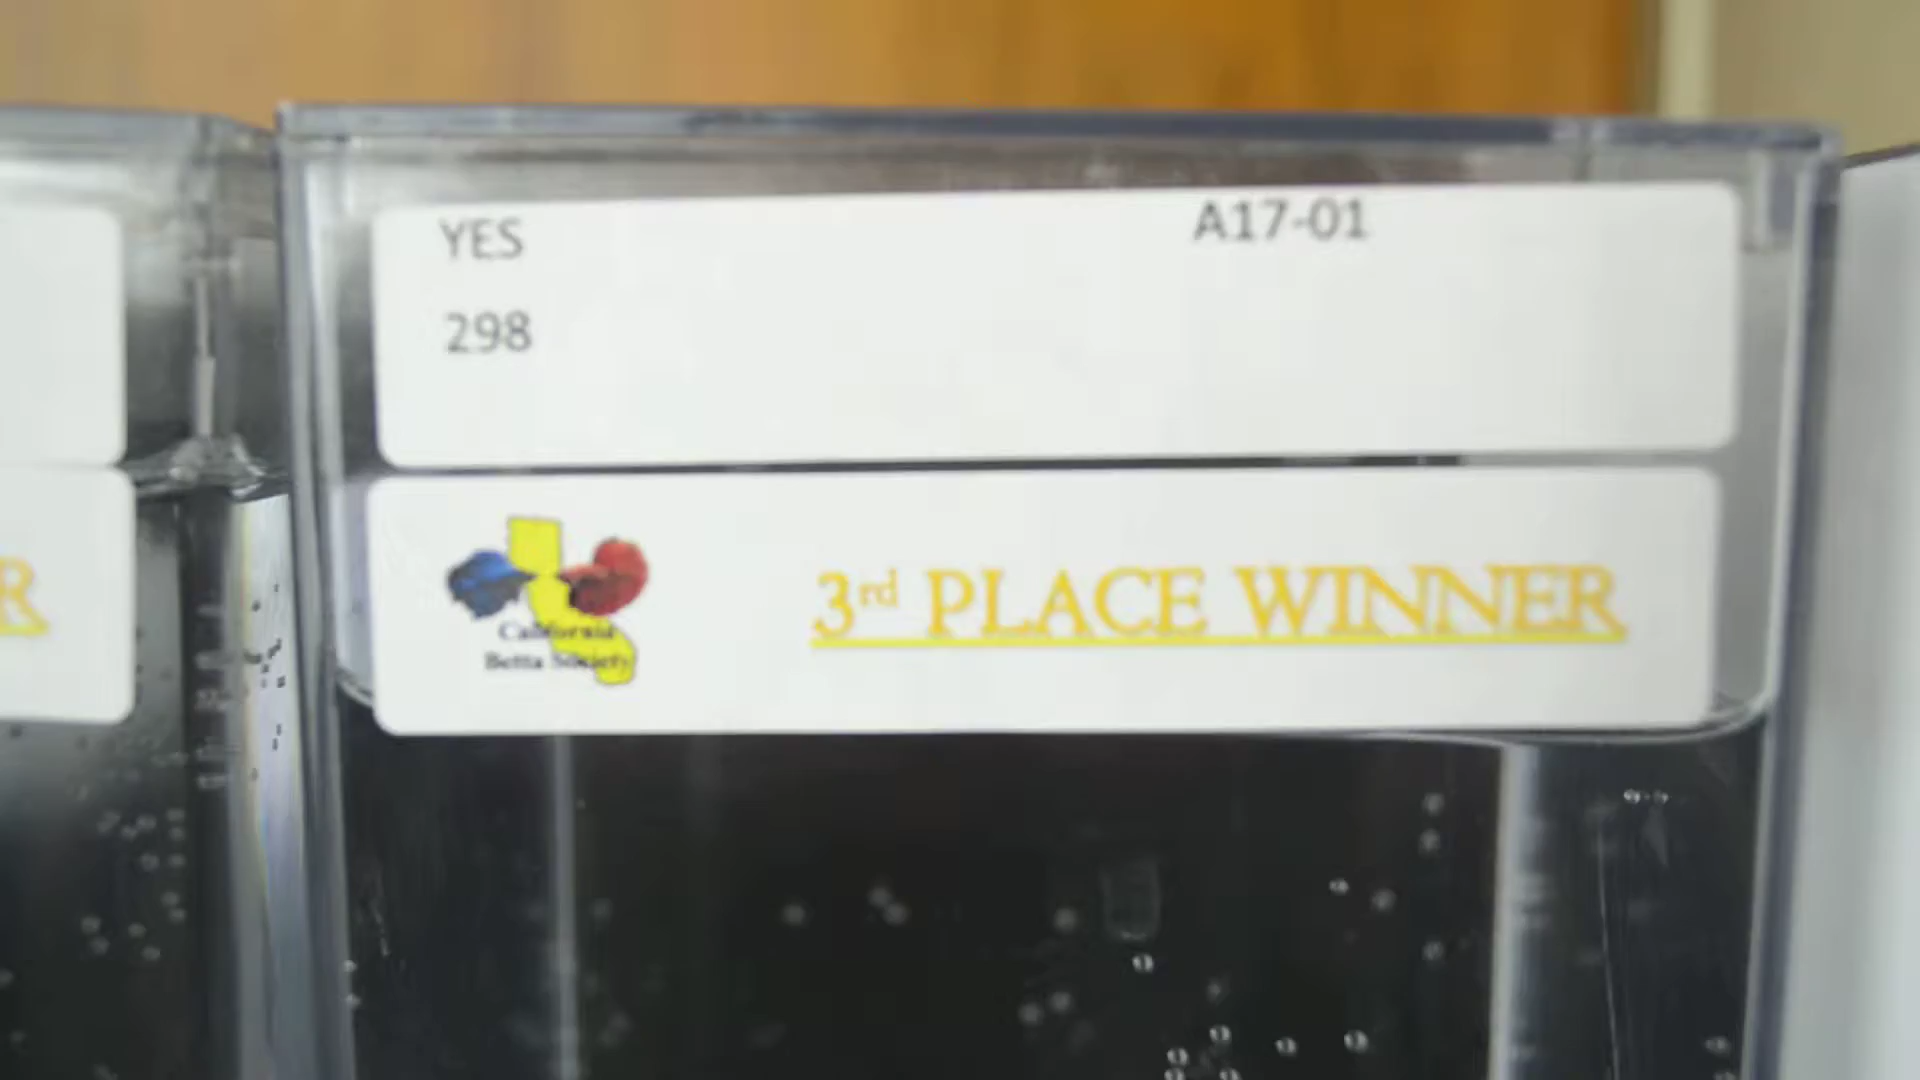 YES A17-01
298
3rd PLACE WINNER
California
Betta Society
R